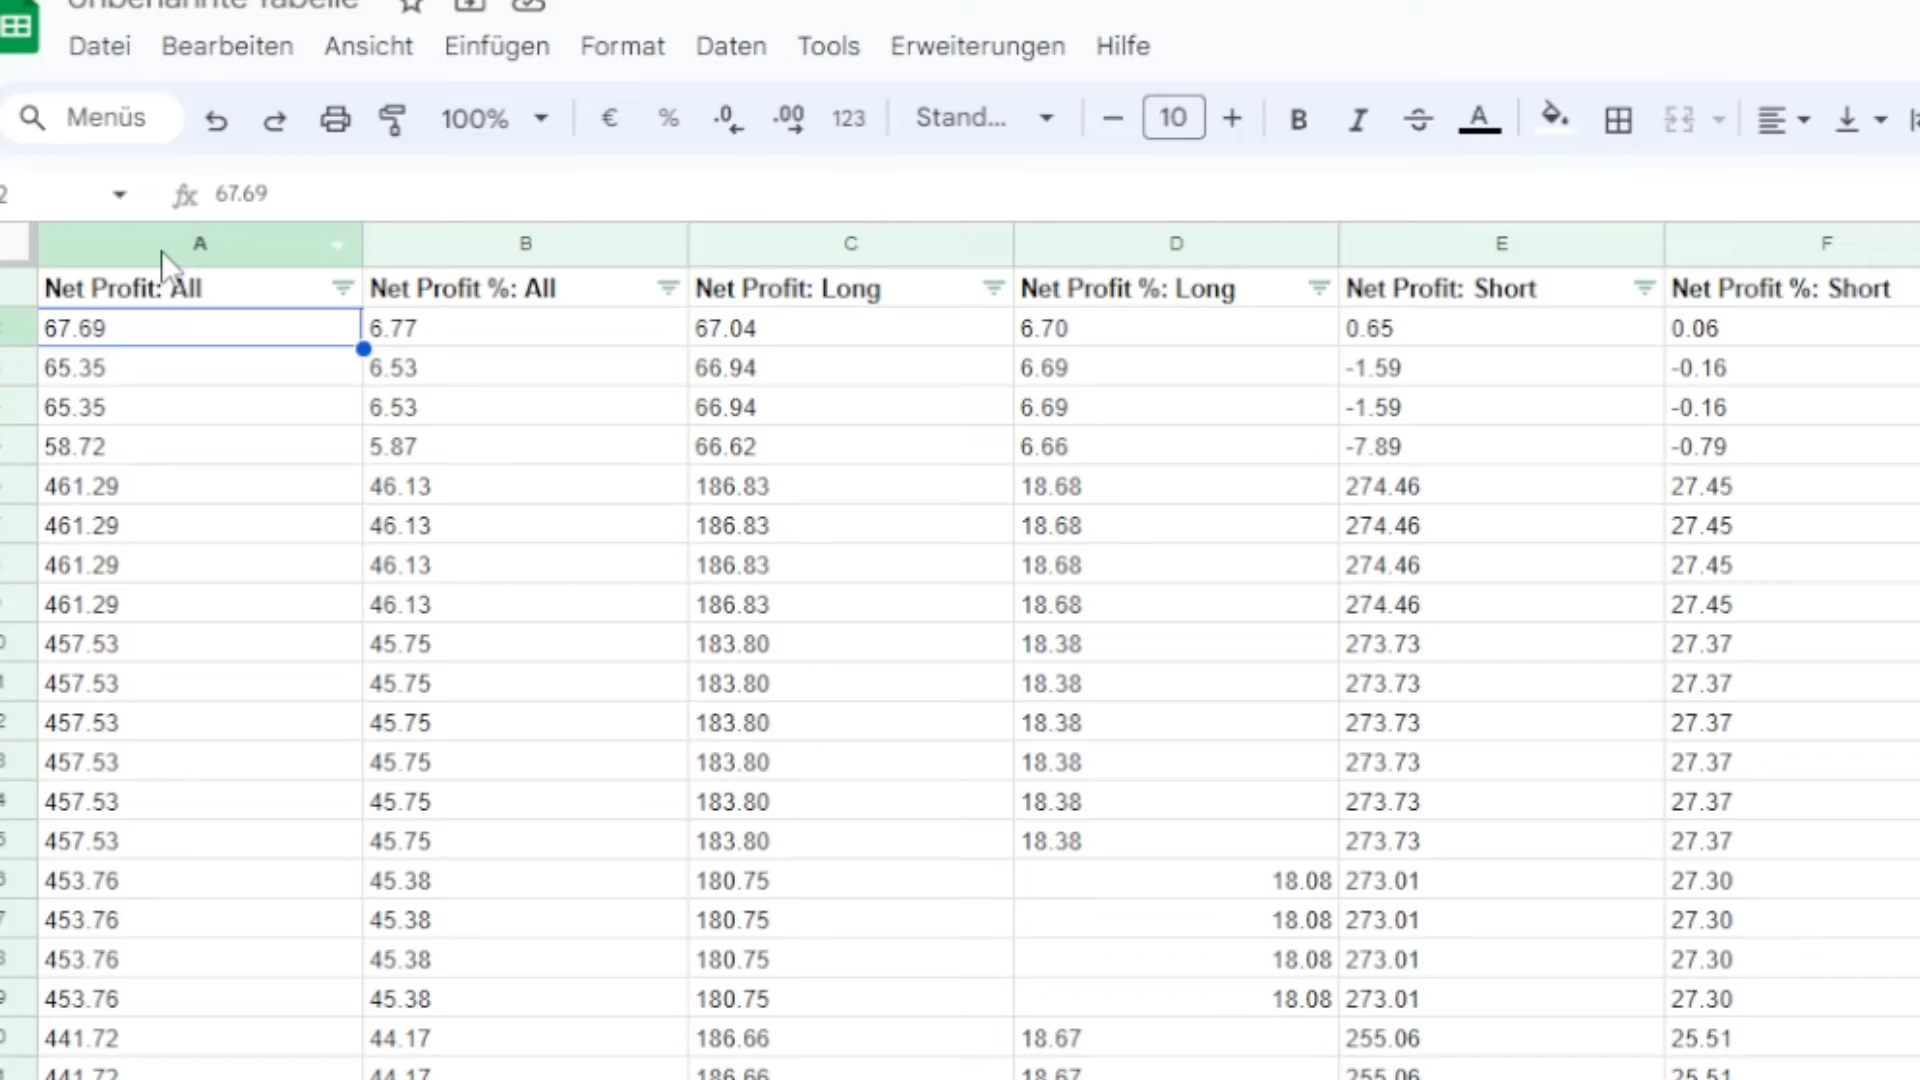 Unbenannte Tabelle
Datei Bearbeiten Ansicht Einfügen Format Daten Tools Erweiterungen Hilfe
Menüs 100% € % .0 .00 123 Stand... 10 B I A
2 fx 67.69
A B C D E F
Net Profit: All Net Profit %: All Net Profit: Long Net Profit %: Long Net Profit: Short Net Profit %: Short
67.69 6.77 67.04 6.70 0.65 0.06
65.35 6.53 66.94 6.69 -1.59 -0.16
65.35 6.53 66.94 6.69 -1.59 -0.16
58.72 5.87 66.62 6.66 -7.89 -0.79
461.29 46.13 186.83 18.68 274.46 27.45
461.29 46.13 186.83 18.68 274.46 27.45
461.29 46.13 186.83 18.68 274.46 27.45
461.29 46.13 186.83 18.68 274.46 27.45
0 457.53 45.75 183.80 18.38 273.73 27.37
1 457.53 45.75 183.80 18.38 273.73 27.37
2 457.53 45.75 183.80 18.38 273.73 27.37
3 457.53 45.75 183.80 18.38 273.73 27.37
4 457.53 45.75 183.80 18.38 273.73 27.37
5 457.53 45.75 183.80 18.38 273.73 27.37
6 453.76 45.38 180.75 18.08 273.01 27.30
7 453.76 45.38 180.75 18.08 273.01 27.30
8 453.76 45.38 180.75 18.08 273.01 27.30
9 453.76 45.38 180.75 18.08 273.01 27.30
0 441.72 44.17 186.66 18.67 255.06 25.51
441.72 44.17 186.66 18.67 255.06 25.51